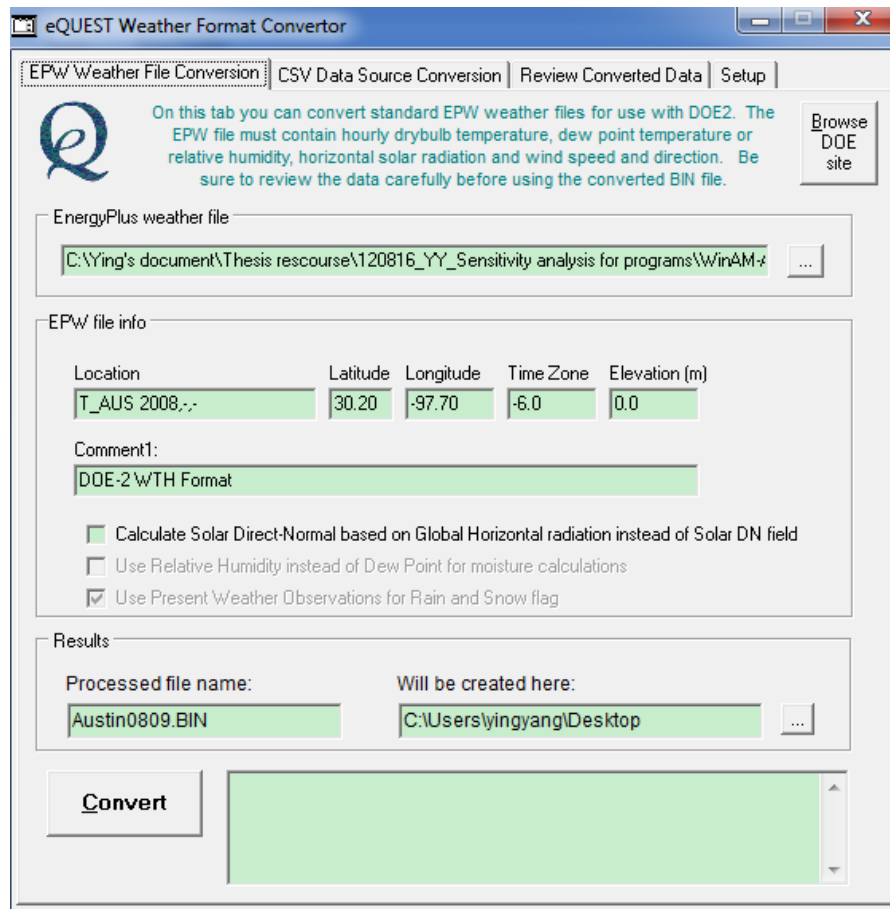 eQUEST Weather Format Convertor
EPW Weather File Conversion CSV Data Source Conversion Review Converted Data Setup
On this tab you can convert standard EPW weather files for use with DOE2. The
EPW file must contain hourly drybulb temperature, dew point temperature or
relative humidity, horizontal solar radiation and wind speed and direction. Be
sure to review the data carefully before using the converted BIN file.
Browse
DOE
site
EnergyPlus weather file
C:\Ying's document\Thesis rescourse\120816_YY_Sensitivity analysis for programs\WinAM-
...
EPW file info
Location Latitude Longitude Time Zone Elevation (m)
T_AUS 2008,-,- 30.20 -97.70 -6.0 0.0
Comment1:
DOE-2 WTH Format
Calculate Solar Direct-Normal based on Global Horizontal radiation instead of Solar DN field
Use Relative Humidity instead of Dew Point for moisture calculations
Use Present Weather Observations for Rain and Snow flag
Results
Processed file name: Will be created here:
Austin0809.BIN C:\Users\yingyang\Desktop ...
Convert